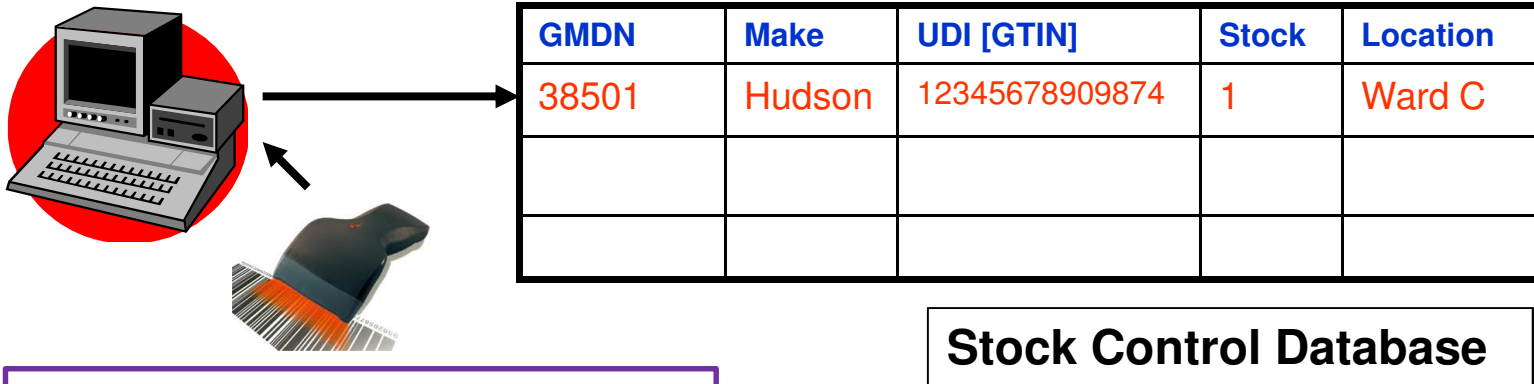 GMDN Make UDI [GTIN] Stock Location
38501 Hudson 12345678909874 1 Ward C
Stock Control Database